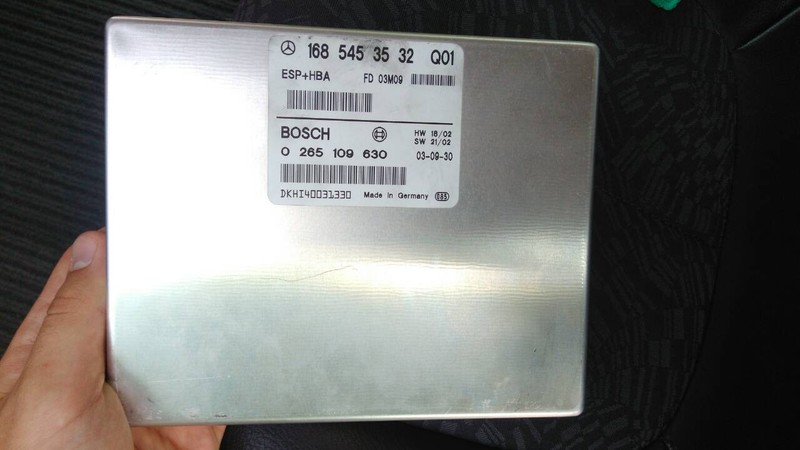 168 545 35 32 Q01
ESP+HBA FD 03M09
BOSCH HW 18/02
SW 21/02
0 265 109 630 03-09-30
DKHI40031330 Made in Germany G85